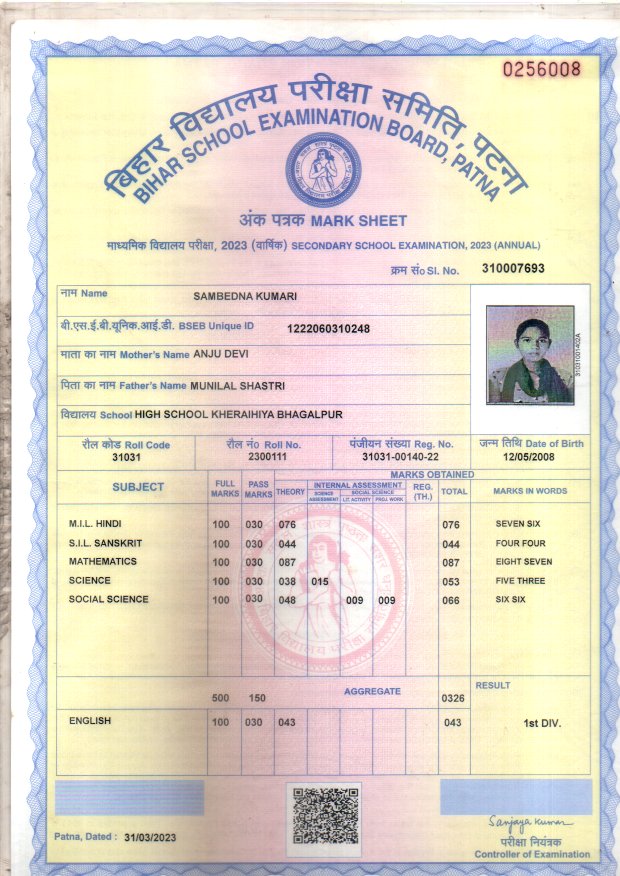 0256008
बिहार विद्यालय परीक्षा समिति, पटना
BIHAR SCHOOL EXAMINATION BOARD, PATNA
अंक पत्रक MARK SHEET
माध्यमिक विद्यालय परीक्षा, 2023 (वार्षिक) SECONDARY SCHOOL EXAMINATION, 2023 (ANNUAL)
क्रम सं० Sl. No. 310007693
नाम Name SAMBEDNA KUMARI
बी.एस.ई.बी.यूनिक.आई.डी. BSEB Unique ID 1222060310248
माता का नाम Mother's Name ANJU DEVI
पिता का नाम Father's Name MUNILAL SHASTRI
विद्यालय School HIGH SCHOOL KHERAIHIYA BHAGALPUR
31031001402A
रौल कोड Roll Code रौल नं० Roll No. पंजीयन संख्या Reg. No. जन्म तिथि Date of Birth
31031 2300111 31031-00140-22 12/05/2008
MARKS OBTAINED
SUBJECT FULL MARKS PASS MARKS THEORY INTERNAL ASSESSMENT SCIENCE ASSESSMENT SOCIAL SCIENCE LIT. ACTIVITY PROJ. WORK REG. (TH.) TOTAL MARKS IN WORDS
M.I.L. HINDI 100 030 076 076 SEVEN SIX
S.I.L. SANSKRIT 100 030 044 044 FOUR FOUR
MATHEMATICS 100 030 087 087 EIGHT SEVEN
SCIENCE 100 030 038 015 053 FIVE THREE
SOCIAL SCIENCE 100 030 048 009 009 066 SIX SIX
500 150 AGGREGATE 0326 RESULT
ENGLISH 100 030 043 043 1st DIV.
Patna, Dated : 31/03/2023
Sanjaya Kumar
परीक्षा नियंत्रक
Controller of Examination